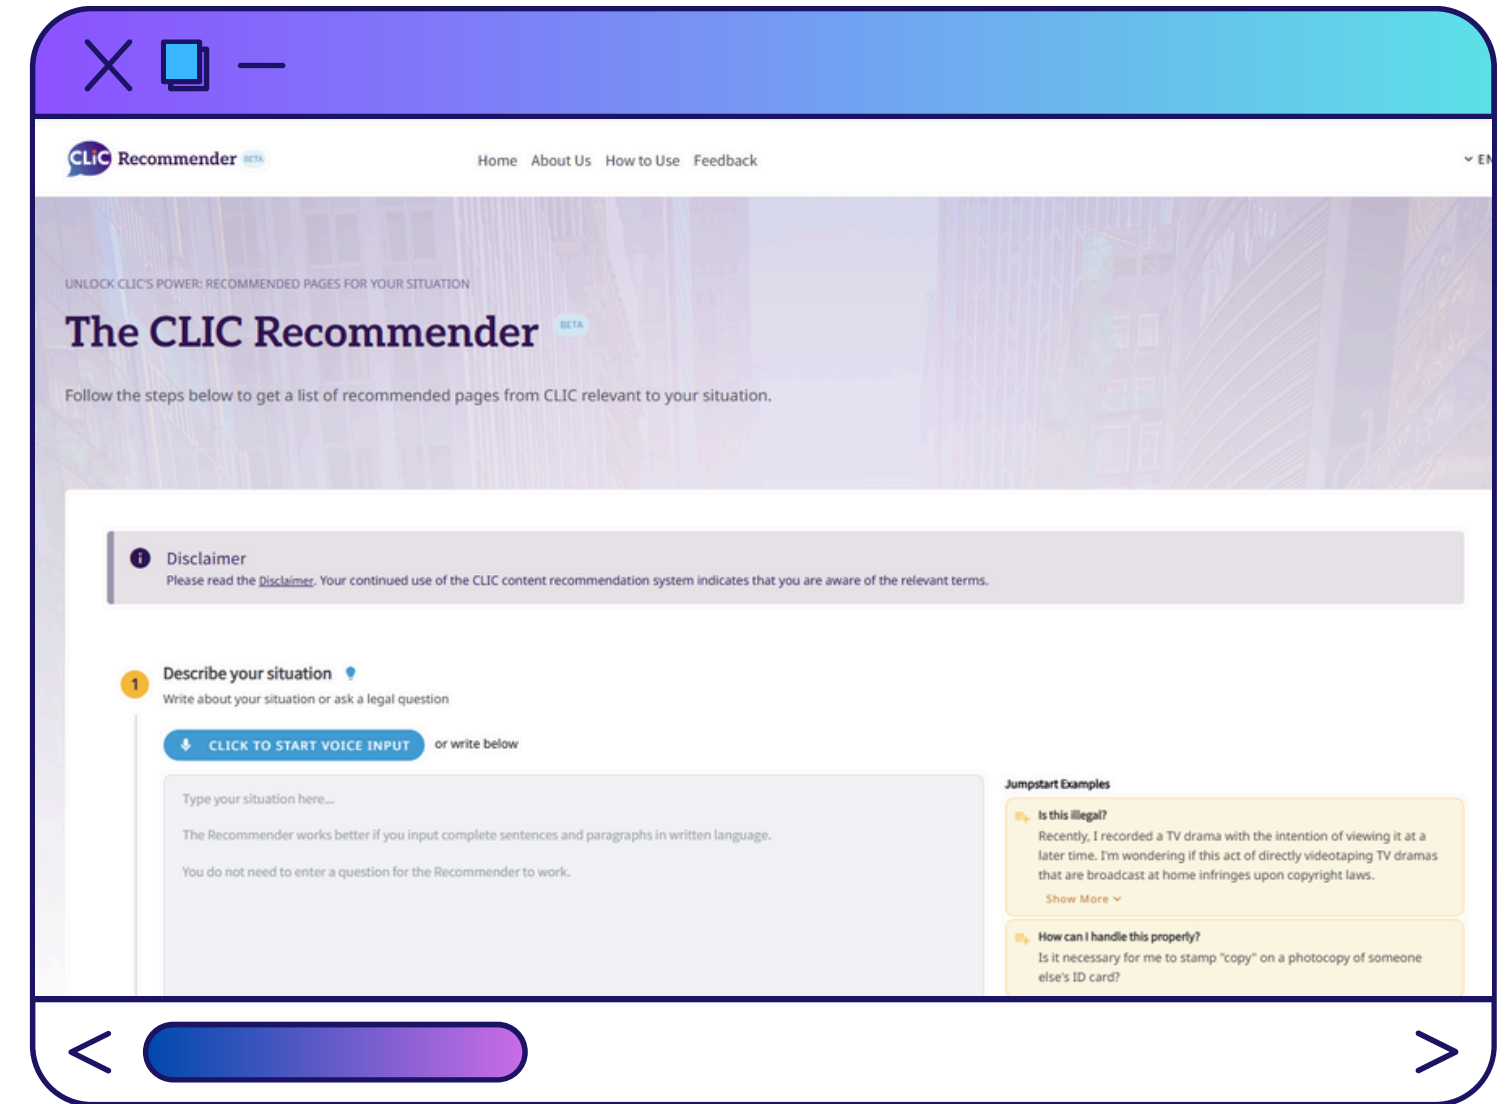 CLiC Recommender BETA
Home About Us How to Use Feedback
EN
UNLOCK CLIC'S POWER: RECOMMENDED PAGES FOR YOUR SITUATION
The CLIC Recommender BETA
Follow the steps below to get a list of recommended pages from CLIC relevant to your situation.
Disclaimer
Please read the Disclaimer. Your continued use of the CLIC content recommendation system indicates that you are aware of the relevant terms.
1 Describe your situation
Write about your situation or ask a legal question
CLICK TO START VOICE INPUT or write below
Type your situation here...
The Recommender works better if you input complete sentences and paragraphs in written language.
You do not need to enter a question for the Recommender to work.
Jumpstart Examples
Is this illegal?
Recently, I recorded a TV drama with the intention of viewing it at a
later time. I'm wondering if this act of directly videotaping TV dramas
that are broadcast at home infringes upon copyright laws.
Show More
How can I handle this properly?
Is it necessary for me to stamp "copy" on a photocopy of someone
else's ID card?